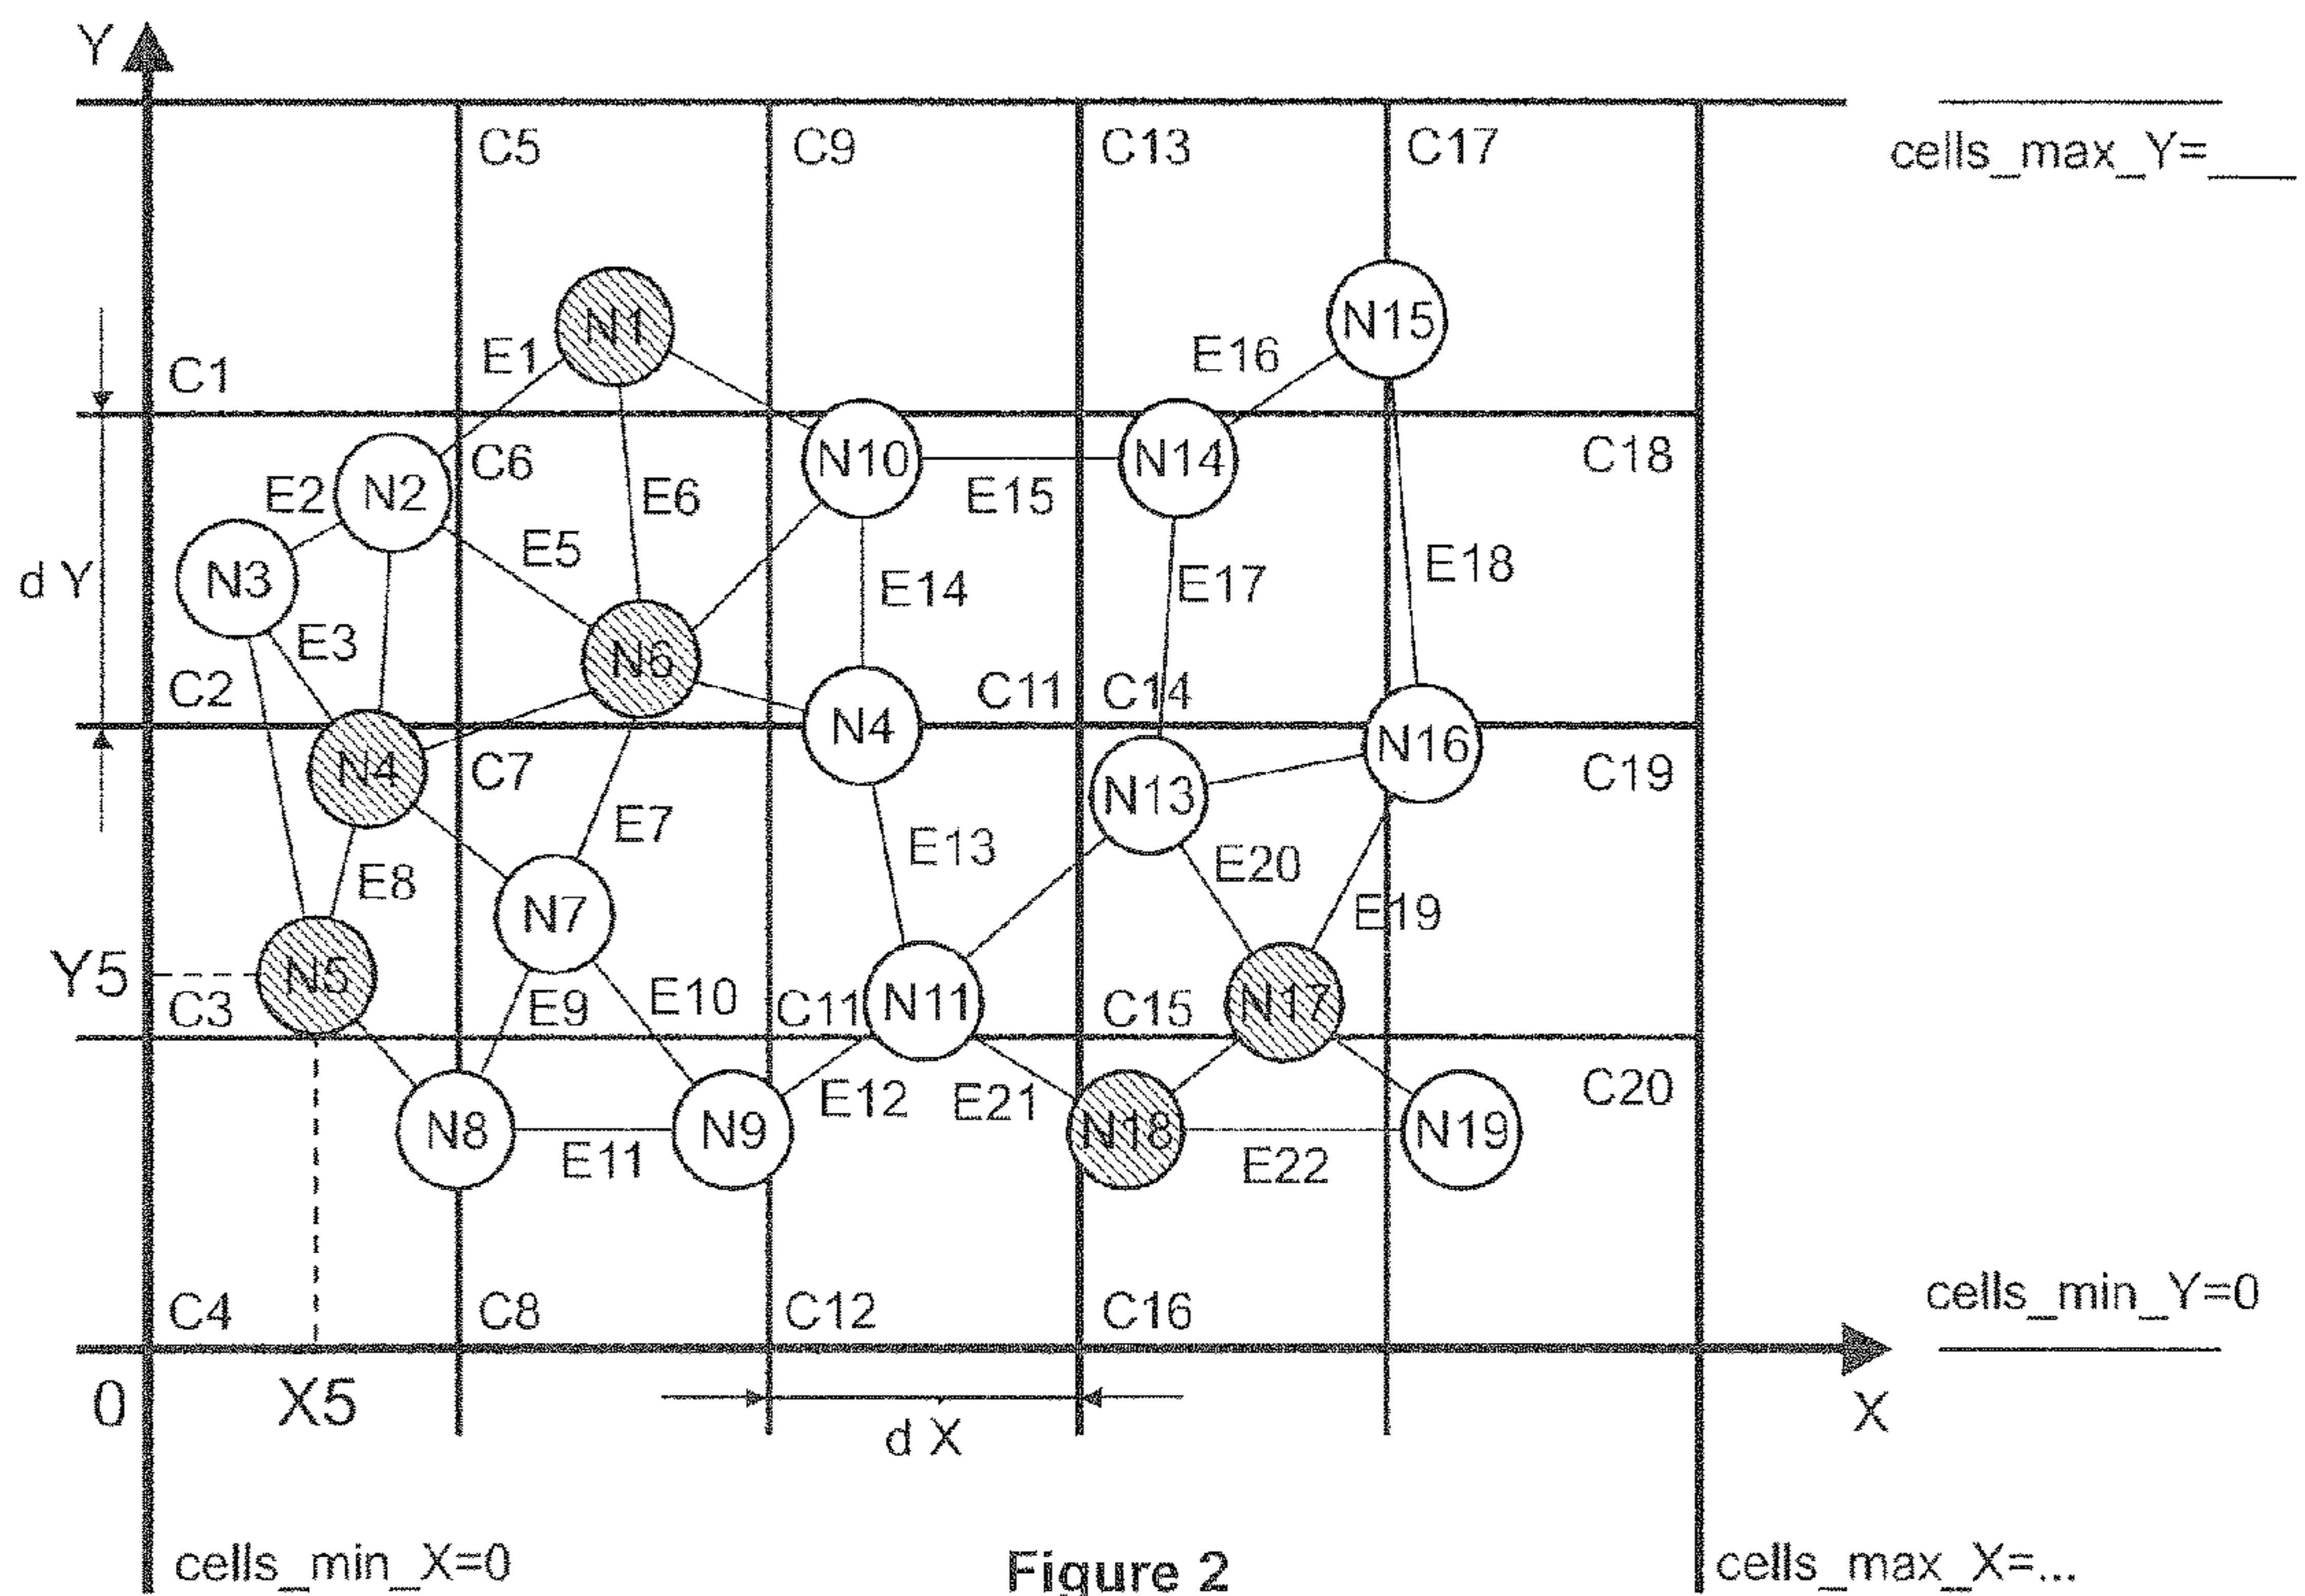 Y
C5 C9 C13 C17
cells_max_Y=___
N1 N15
E1 E16
C1
C6 N10 N14 C18
E2 N2 E6 E15
E5 E18
d Y N3 E14 E17
E3
N6
C2 C11 C14
N4 N16
N4 C7 C19
N13
E7 E13
E8 E20
N7 E19
Y5 N5
C3 E9 E10 C11 N11 C15 N17
E12 E21 C20
N8 N9 N18 N19
E11 E22
cells_min_Y=0
C4 C8 C12 C16
0 X5 X
d X
cells_min_X=0 Figure 2 cells_max_X=...